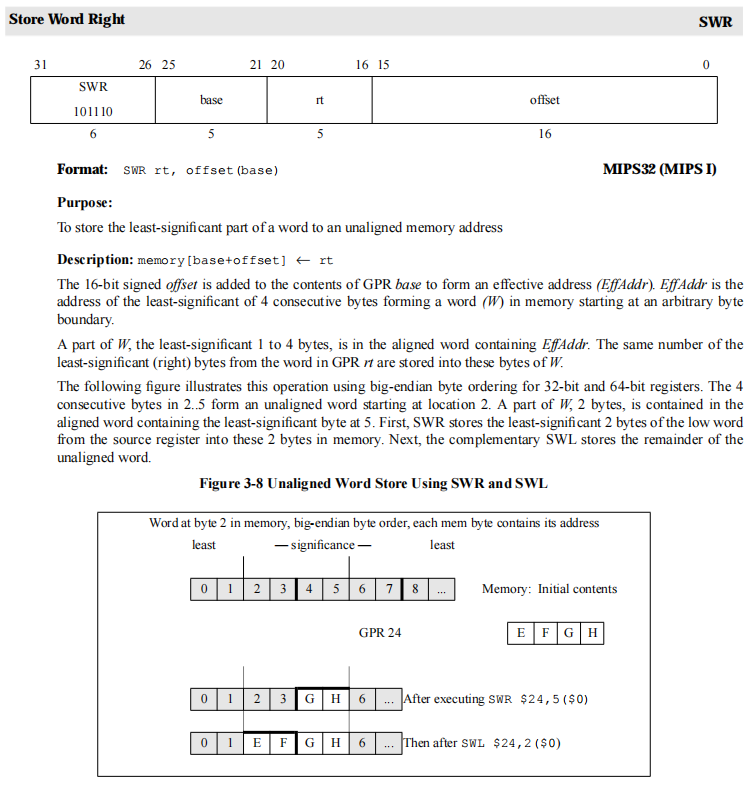 Store Word Right SWR
31 26 25 21 20 16 15 0
SWR
101110 base rt offset
6 5 5 16
Format: SWR rt, offset(base) MIPS32 (MIPS I)
Purpose:
To store the least-significant part of a word to an unaligned memory address
Description: memory[base+offset] ← rt
The 16-bit signed offset is added to the contents of GPR base to form an effective address (EffAddr). EffAddr is the
address of the least-significant of 4 consecutive bytes forming a word (W) in memory starting at an arbitrary byte
boundary.
A part of W, the least-significant 1 to 4 bytes, is in the aligned word containing EffAddr. The same number of the
least-significant (right) bytes from the word in GPR rt are stored into these bytes of W.
The following figure illustrates this operation using big-endian byte ordering for 32-bit and 64-bit registers. The 4
consecutive bytes in 2..5 form an unaligned word starting at location 2. A part of W, 2 bytes, is contained in the
aligned word containing the least-significant byte at 5. First, SWR stores the least-significant 2 bytes of the low word
from the source register into these 2 bytes in memory. Next, the complementary SWL stores the remainder of the
unaligned word.
Figure 3-8 Unaligned Word Store Using SWR and SWL
Word at byte 2 in memory, big-endian byte order, each mem byte contains its address
least — significance — least
0 1 2 3 4 5 6 7 8 ... Memory: Initial contents
GPR 24 E F G H
0 1 2 3 G H 6 ... After executing SWR $24,5($0)
0 1 E F G H 6 ... Then after SWL $24,2($0)